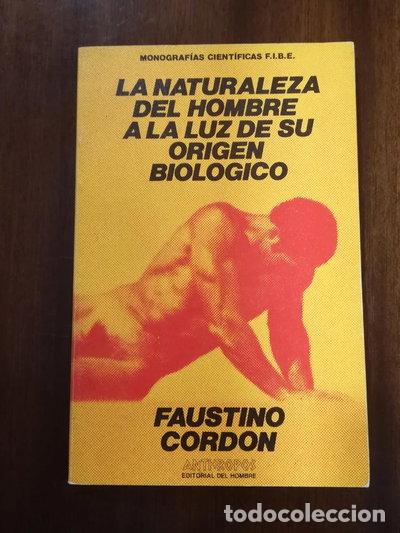 MONOGRAFÍAS CIENTÍFICAS F.I.B.E.
LA NATURALEZA
DEL HOMBRE
A LA LUZ DE SU
ORIGEN
BIOLOGICO
FAUSTINO
CORDON
ANTHROPOS
EDITORIAL DEL HOMBRE
todocoleccion